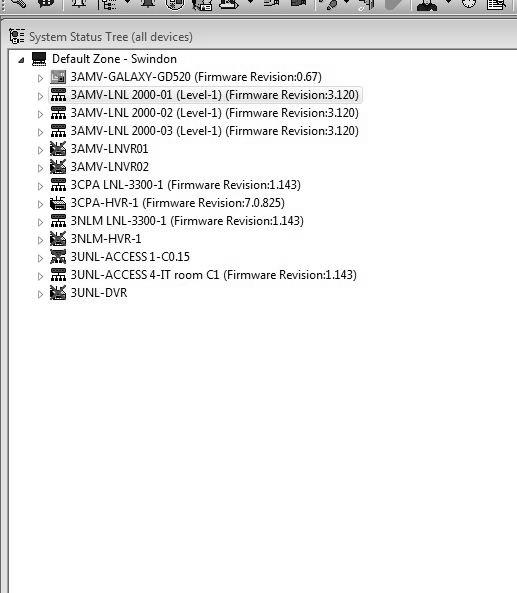 System Status Tree (all devices)
Default Zone - Swindon
3AMV-GALAXY-GD520 (Firmware Revision:0.67)
3AMV-LNL 2000-01 (Level-1) (Firmware Revision:3.120)
3AMV-LNL 2000-02 (Level-1) (Firmware Revision:3.120)
3AMV-LNL 2000-03 (Level-1) (Firmware Revision:3.120)
3AMV-LNVR01
3AMV-LNVR02
3CPA LNL-3300-1 (Firmware Revision:1.143)
3CPA-HVR-1 (Firmware Revision:7.0.825)
3NLM LNL-3300-1 (Firmware Revision:1.143)
3NLM-HVR-1
3UNL-ACCESS 1-C0.15
3UNL-ACCESS 4-IT room C1 (Firmware Revision:1.143)
3UNL-DVR